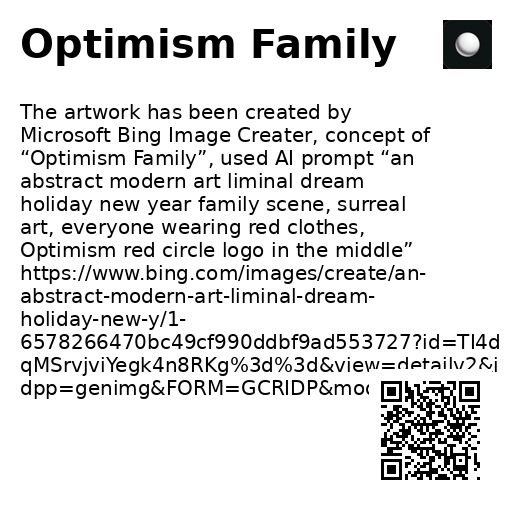 Optimism Family
The artwork has been created by
Microsoft Bing Image Creater, concept of
“Optimism Family”, used AI prompt “an
abstract modern art liminal dream
holiday new year family scene, surreal
art, everyone wearing red clothes,
Optimism red circle logo in the middle”
https://www.bing.com/images/create/an-
abstract-modern-art-liminal-dream-
holiday-new-y/1-
6578266470bc49cf990ddbf9ad553727?id=Tl4d
qMSrvjviYegk4n8RKg%3d%3d&view=detailv2&i
dpp=genimg&FORM=GCRIDP&mod